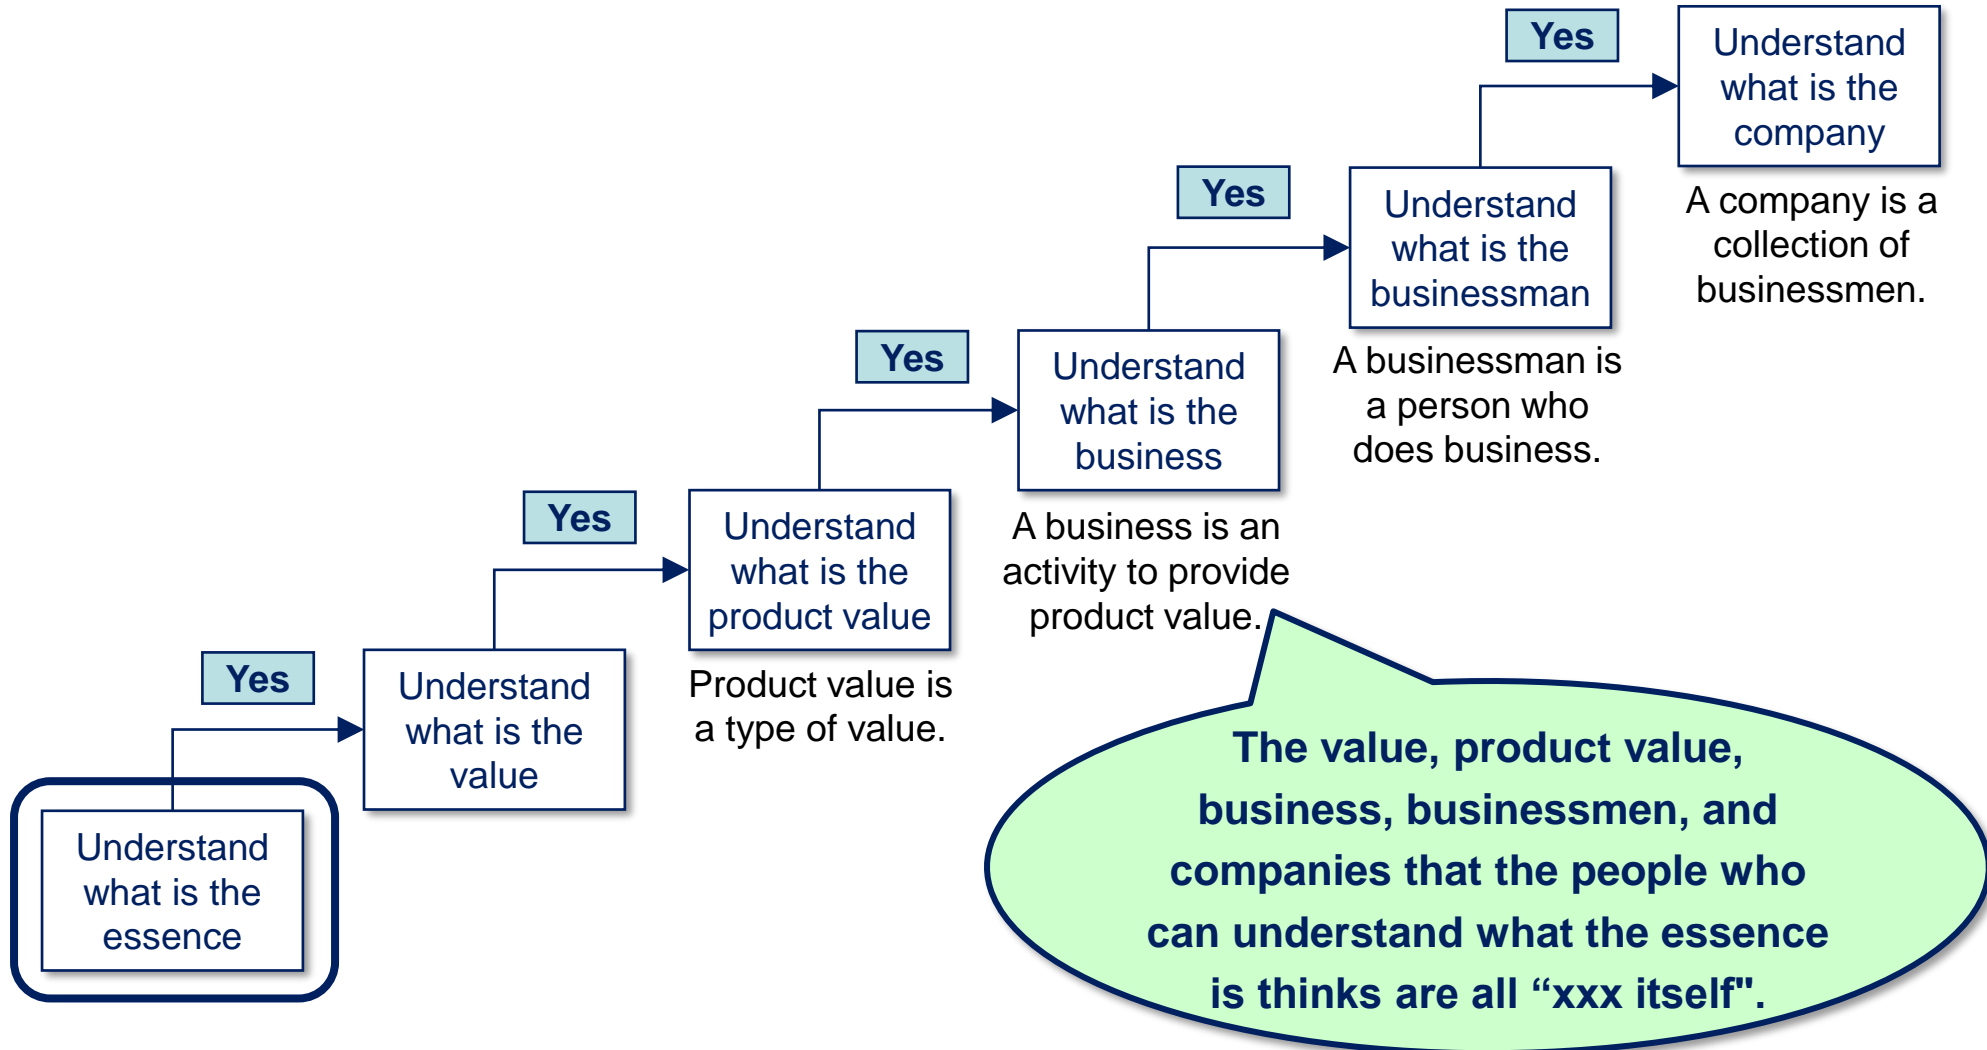 Yes
Understand
what is the
company
A company is a
collection of
businessmen.
Yes
Understand
what is the
businessman
A businessman is
a person who
does business.
Yes
Understand
what is the
business
A business is an
activity to provide
product value.
Yes
Understand
what is the
product value
Product value is
a type of value.
Yes
Understand
what is the
value
Understand
what is the
essence
The value, product value,
business, businessmen, and
companies that the people who
can understand what the essence
is thinks are all “xxx itself".